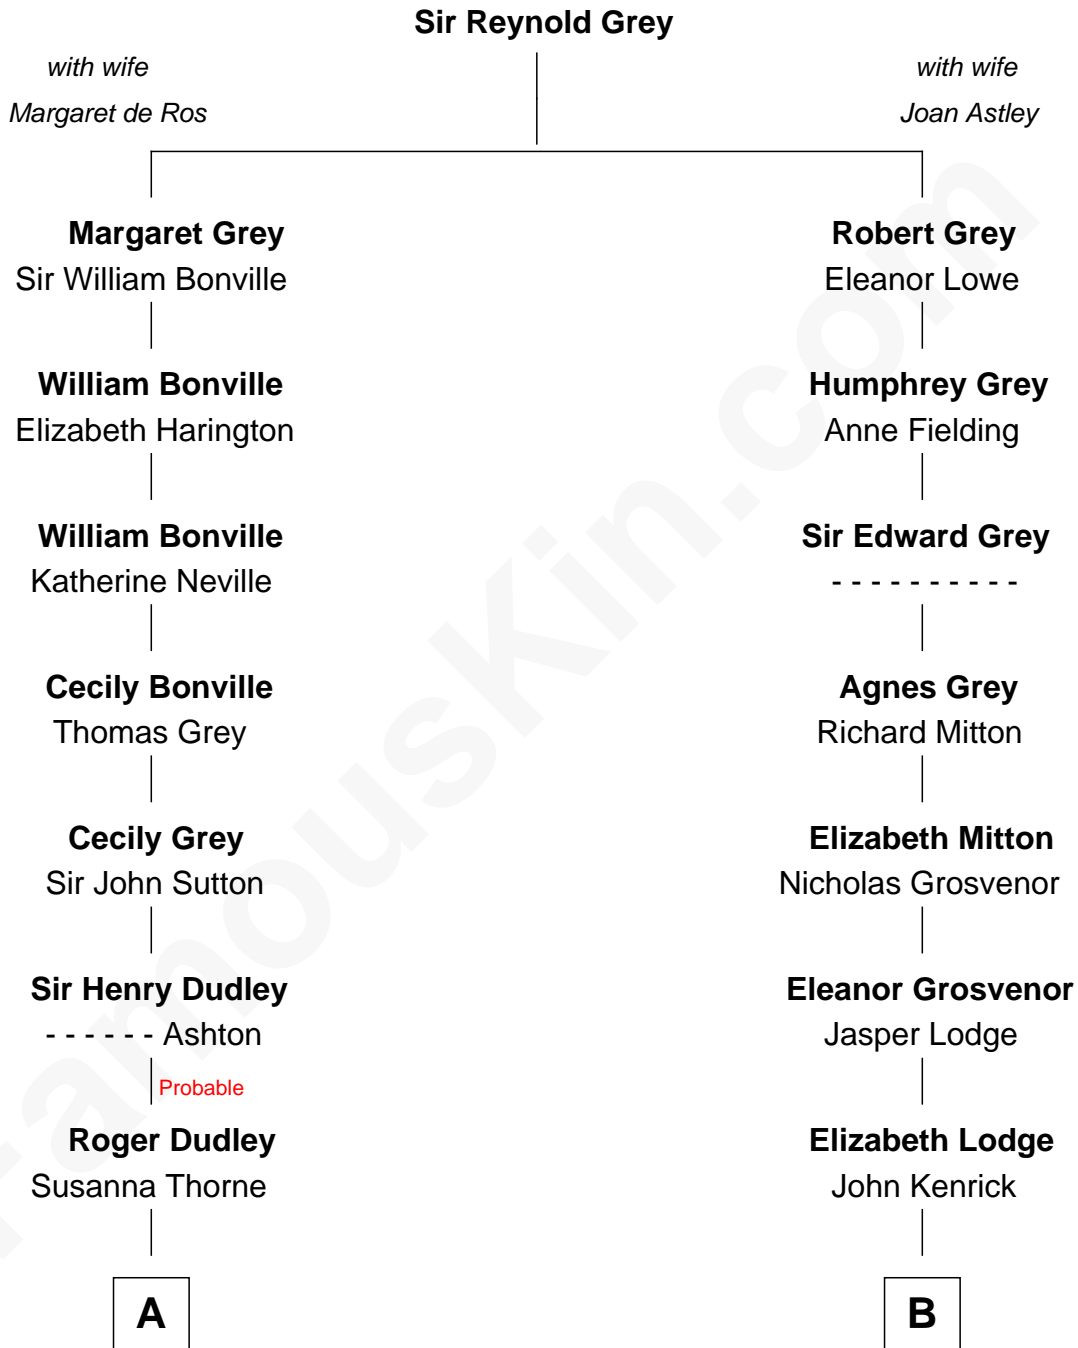 Sir Reynold Grey
with wife
Margaret de Ros
with wife
Joan Astley
Margaret Grey
Sir William Bonville
Robert Grey
Eleanor Lowe
William Bonville
Elizabeth Harington
Humphrey Grey
Anne Fielding
William Bonville
Katherine Neville
Sir Edward Grey
- - - - - - - - - -
Cecily Bonville
Thomas Grey
Agnes Grey
Richard Mitton
Cecily Grey
Sir John Sutton
Elizabeth Mitton
Nicholas Grosvenor
Sir Henry Dudley
- - - - - - Ashton
Eleanor Grosvenor
Jasper Lodge
Probable
Roger Dudley
Susanna Thorne
Elizabeth Lodge
John Kenrick
A
B
FamousKin.com